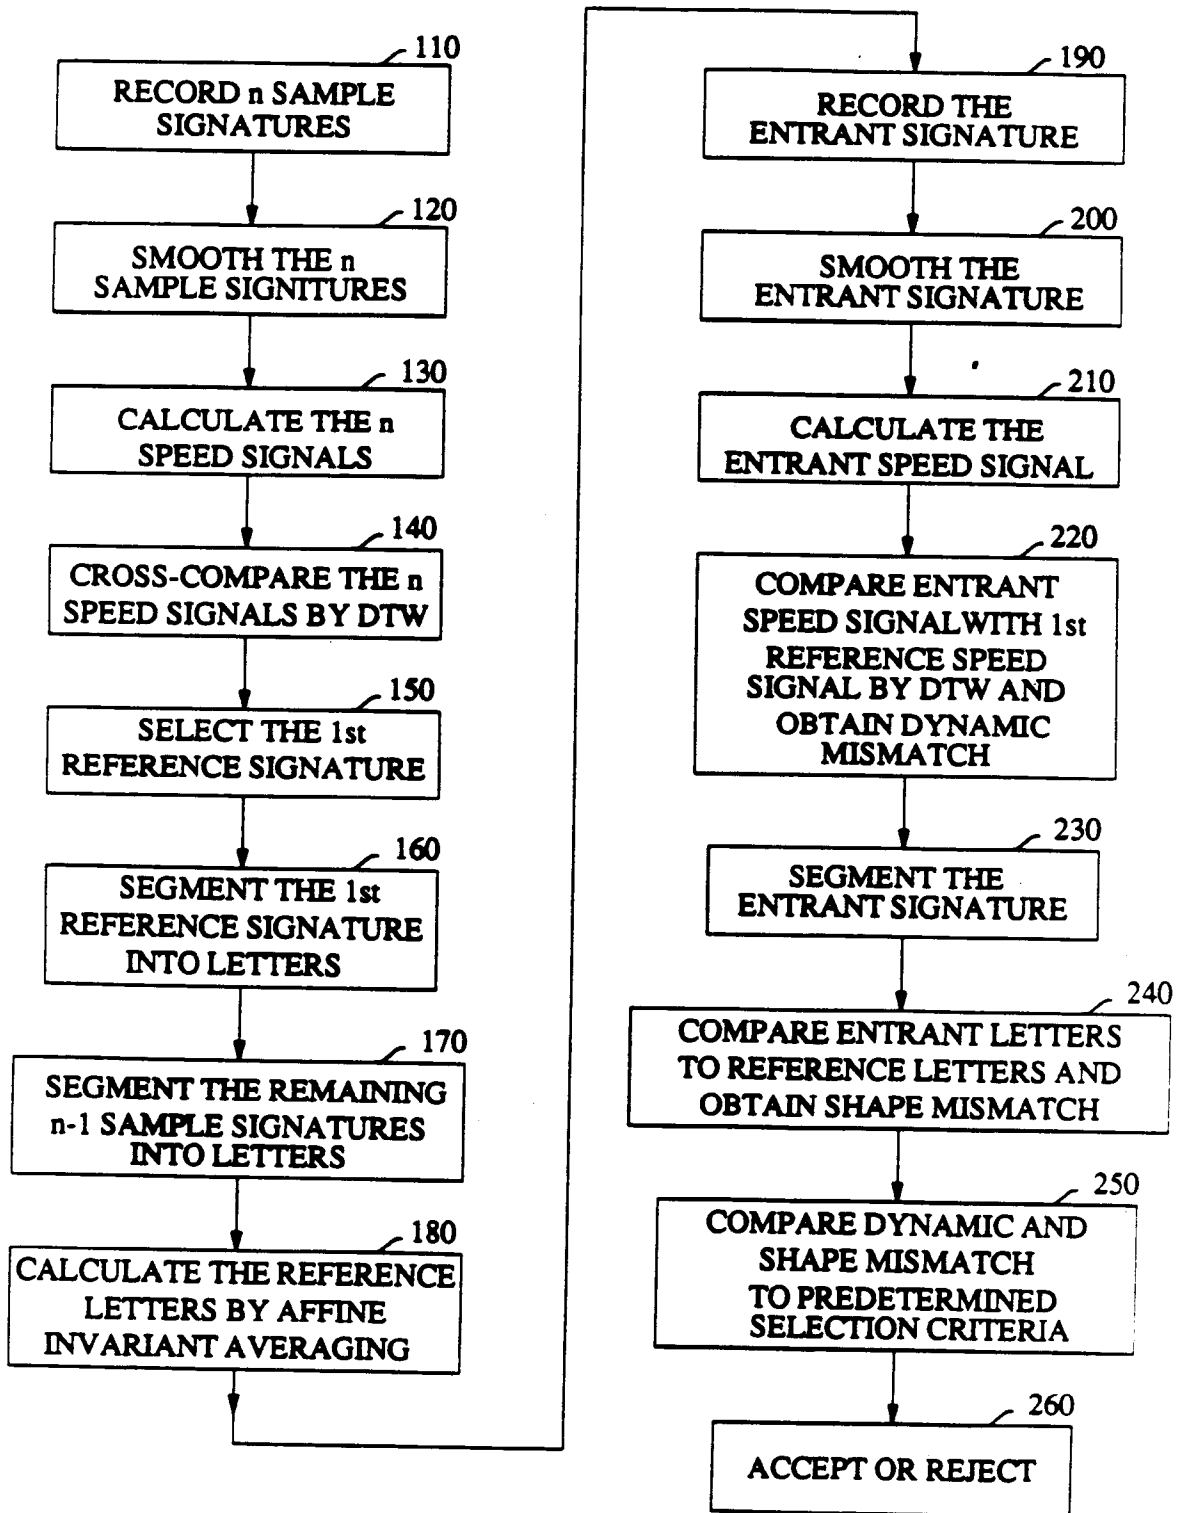 110
RECORD n SAMPLE
SIGNATURES
120
SMOOTH THE n
SAMPLE SIGNITURES
130
CALCULATE THE n
SPEED SIGNALS
140
CROSS-COMPARE THE n
SPEED SIGNALS BY DTW
150
SELECT THE 1st
REFERENCE SIGNATURE
160
SEGMENT THE 1st
REFERENCE SIGNATURE
INTO LETTERS
170
SEGMENT THE REMAINING
n-1 SAMPLE SIGNATURES
INTO LETTERS
180
CALCULATE THE REFERENCE
LETTERS BY AFFINE
INVARIANT AVERAGING
190
RECORD THE
ENTRANT SIGNATURE
200
SMOOTH THE
ENTRANT SIGNATURE
210
CALCULATE THE
ENTRANT SPEED SIGNAL
220
COMPARE ENTRANT
SPEED SIGNAL WITH 1st
REFERENCE SPEED
SIGNAL BY DTW AND
OBTAIN DYNAMIC
MISMATCH
230
SEGMENT THE
ENTRANT SIGNATURE
240
COMPARE ENTRANT LETTERS
TO REFERENCE LETTERS AND
OBTAIN SHAPE MISMATCH
250
COMPARE DYNAMIC AND
SHAPE MISMATCH
TO PREDETERMINED
SELECTION CRITERIA
260
ACCEPT OR REJECT